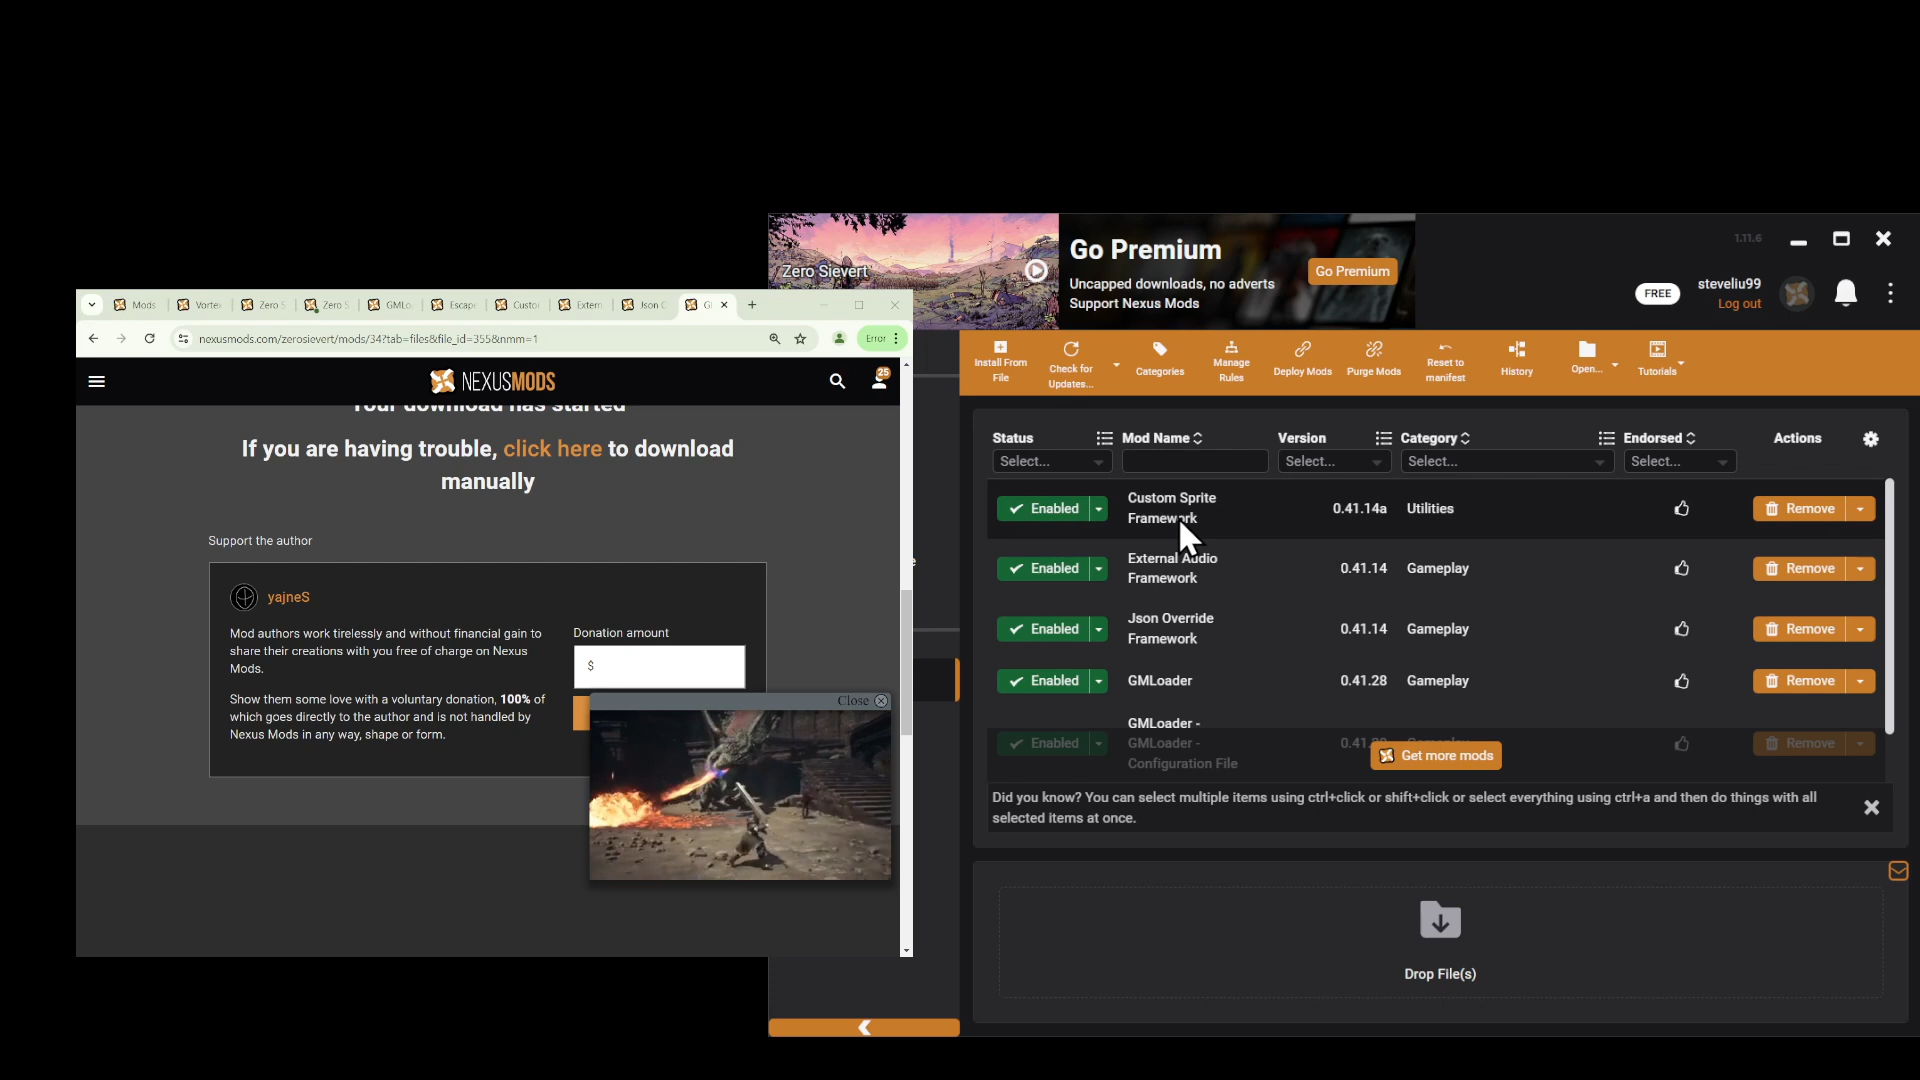 Zero Sievert
Go Premium
Uncapped downloads, no adverts
Support Nexus Mods
Go Premium
1.11.6
FREE
steveliu99
Log out
Mods
Vorte
Zero S
Zero S
GMLo
Escap
Custo
Extern
Json C
Gl
nexusmods.com/zerosievert/mods/34?tab=files&file_id=355&nmm=1
Error
NEXUSMODS
25
Your download has started
If you are having trouble, click here to download
manually
Support the author
yajneS
Mod authors work tirelessly and without financial gain to
share their creations with you free of charge on Nexus
Mods.
Show them some love with a voluntary donation, 100% of
which goes directly to the author and is not handled by
Nexus Mods in any way, shape or form.
Donation amount
$
Close
Install From
File
Check for
Updates...
Categories
Manage
Rules
Deploy Mods
Purge Mods
Reset to
manifest
History
Open...
Tutorials
Status
Mod Name
Version
Category
Endorsed
Actions
Select...
Select...
Select...
Select...
Enabled
Custom Sprite
Framework
0.41.14a
Utilities
Remove
Enabled
External Audio
Framework
0.41.14
Gameplay
Remove
Enabled
Json Override
Framework
0.41.14
Gameplay
Remove
Enabled
GMLoader
0.41.28
Gameplay
Remove
Enabled
GMLoader -
GMLoader -
Configuration File
Remove
Get more mods
Did you know? You can select multiple items using ctrl+click or shift+click or select everything using ctrl+a and then do things with all
selected items at once.
Drop File(s)